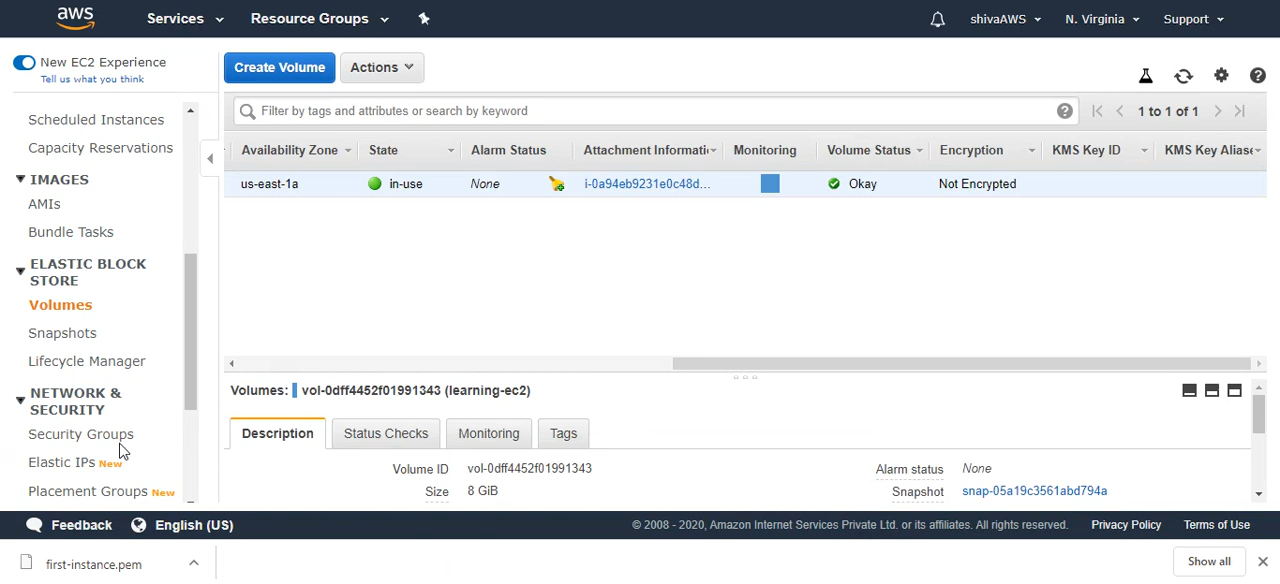 aws Services Resource Groups shivaAWS N. Virginia Support
New EC2 Experience
Tell us what you think
Scheduled Instances
Capacity Reservations
IMAGES
AMIs
Bundle Tasks
ELASTIC BLOCK
STORE
Volumes
Snapshots
Lifecycle Manager
NETWORK &
SECURITY
Security Groups
Elastic IPs New
Placement Groups New
Create Volume Actions
Filter by tags and attributes or search by keyword 1 to 1 of 1
Availability Zone State Alarm Status Attachment Informati Monitoring Volume Status Encryption KMS Key ID KMS Key Aliase
us-east-1a in-use None i-0a94eb9231e0c48d... Okay Not Encrypted
Volumes: vol-0dff4452f01991343 (learning-ec2)
Description Status Checks Monitoring Tags
Volume ID vol-0dff4452f01991343 Alarm status None
Size 8 GiB Snapshot snap-05a19c3561abd794a
Feedback English (US) © 2008 - 2020, Amazon Internet Services Private Ltd. or its affiliates. All rights reserved. Privacy Policy Terms of Use
first-instance.pem Show all